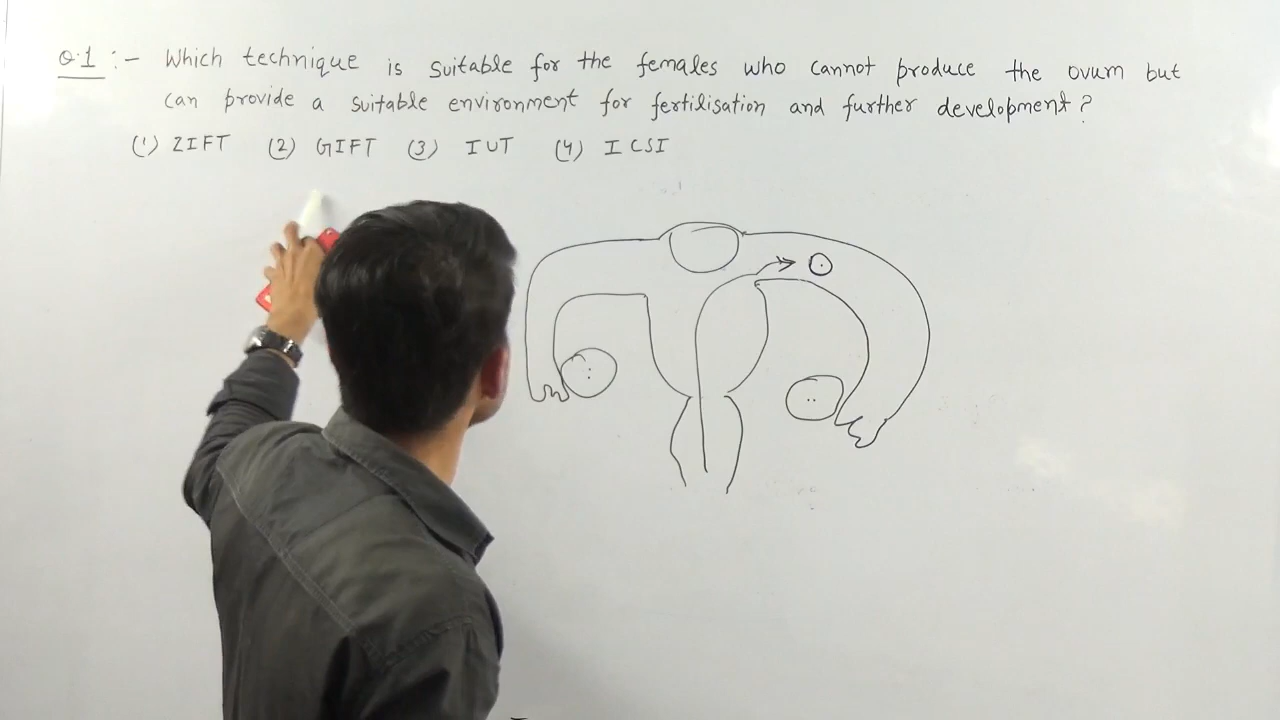 Q.1 :- Which technique is suitable for the females who cannot produce the ovum but
can provide a suitable environment for fertilisation and further development?
(1) ZIFT (2) GIFT (3) IUT (4) ICSI